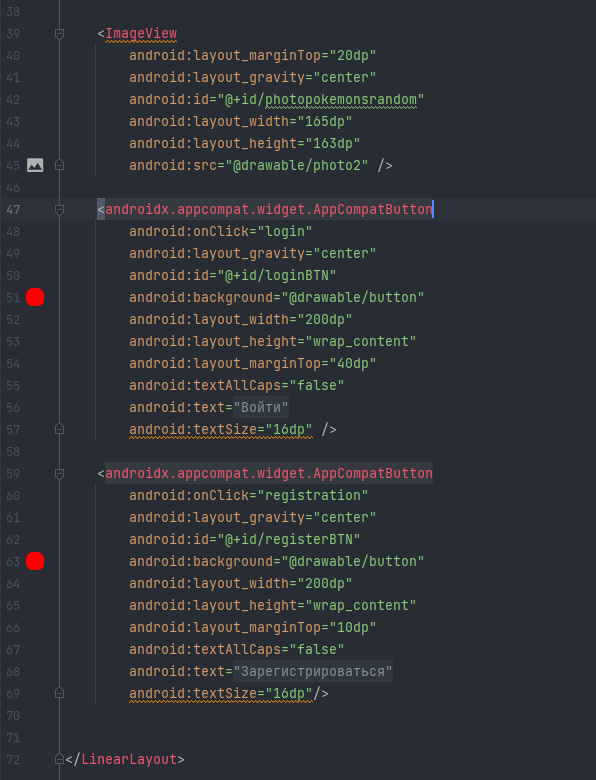 38
39 <ImageView
40 android:layout_marginTop="20dp"
41 android:layout_gravity="center"
42 android:id="@+id/photopokemonsrandom"
43 android:layout_width="165dp"
44 android:layout_height="163dp"
45 android:src="@drawable/photo2" />
46
47 <androidx.appcompat.widget.AppCompatButton
48 android:onClick="login"
49 android:layout_gravity="center"
50 android:id="@+id/loginBTN"
51 android:background="@drawable/button"
52 android:layout_width="200dp"
53 android:layout_height="wrap_content"
54 android:layout_marginTop="40dp"
55 android:textAllCaps="false"
56 android:text="Войти"
57 android:textSize="16dp" />
58
59 <androidx.appcompat.widget.AppCompatButton
60 android:onClick="registration"
61 android:layout_gravity="center"
62 android:id="@+id/registerBTN"
63 android:background="@drawable/button"
64 android:layout_width="200dp"
65 android:layout_height="wrap_content"
66 android:layout_marginTop="10dp"
67 android:textAllCaps="false"
68 android:text="Зарегистрироваться"
69 android:textSize="16dp"/>
70
71
72 </LinearLayout>